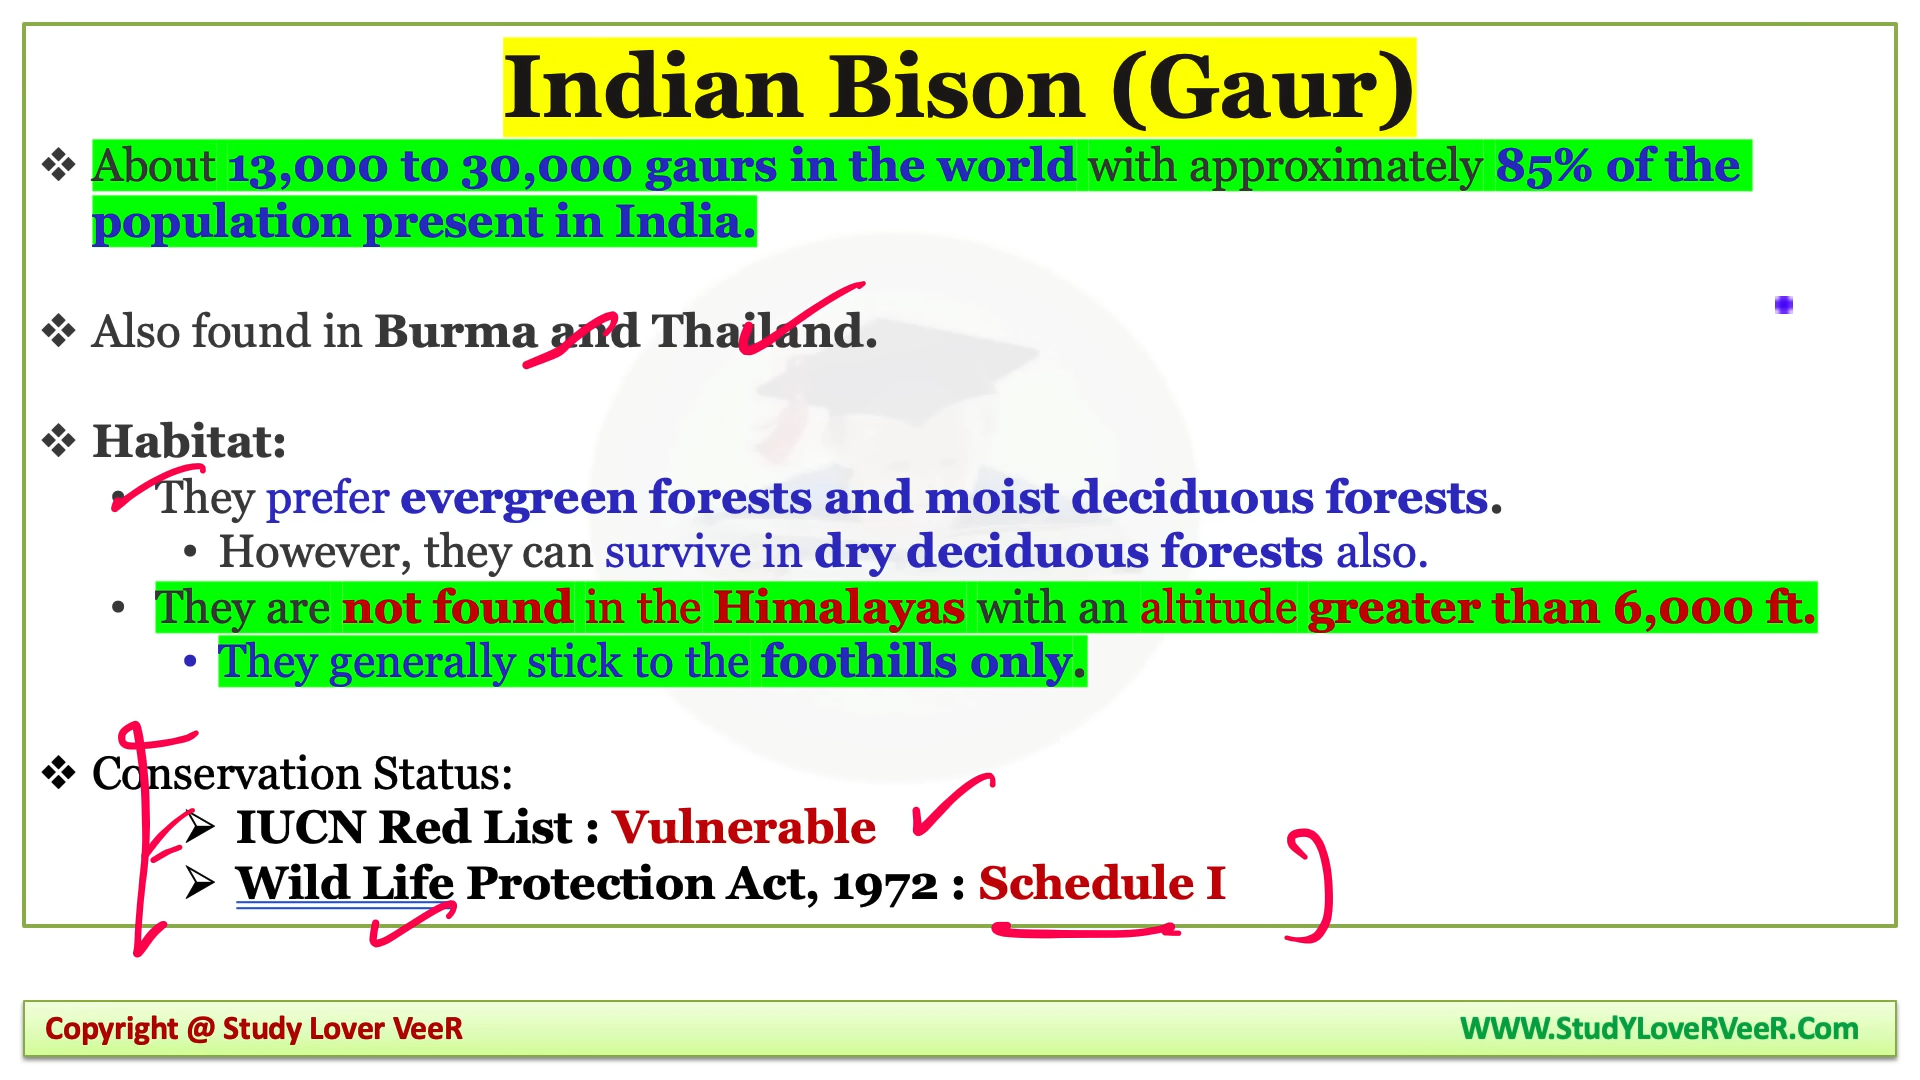 Indian Bison (Gaur)
❖ About 13,000 to 30,000 gaurs in the world with approximately 85% of the
population present in India.
❖ Also found in Burma and Thailand.
❖ Habitat:
• They prefer evergreen forests and moist deciduous forests.
• However, they can survive in dry deciduous forests also.
• They are not found in the Himalayas with an altitude greater than 6,000 ft.
• They generally stick to the foothills only.
❖ Conservation Status:
➢ IUCN Red List : Vulnerable
➢ Wild Life Protection Act, 1972 : Schedule I
Copyright @ Study Lover VeeR
WWW.StudYLoveRVeeR.Com